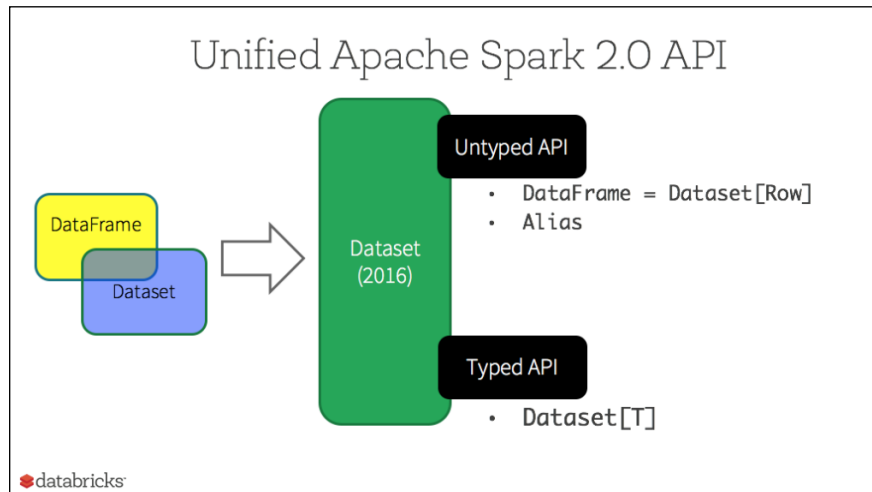 Unified Apache Spark 2.0 API
DataFrame
Dataset
Dataset
(2016)
Untyped API
• DataFrame = Dataset[Row]
• Alias
Typed API
• Dataset[T]
databricks